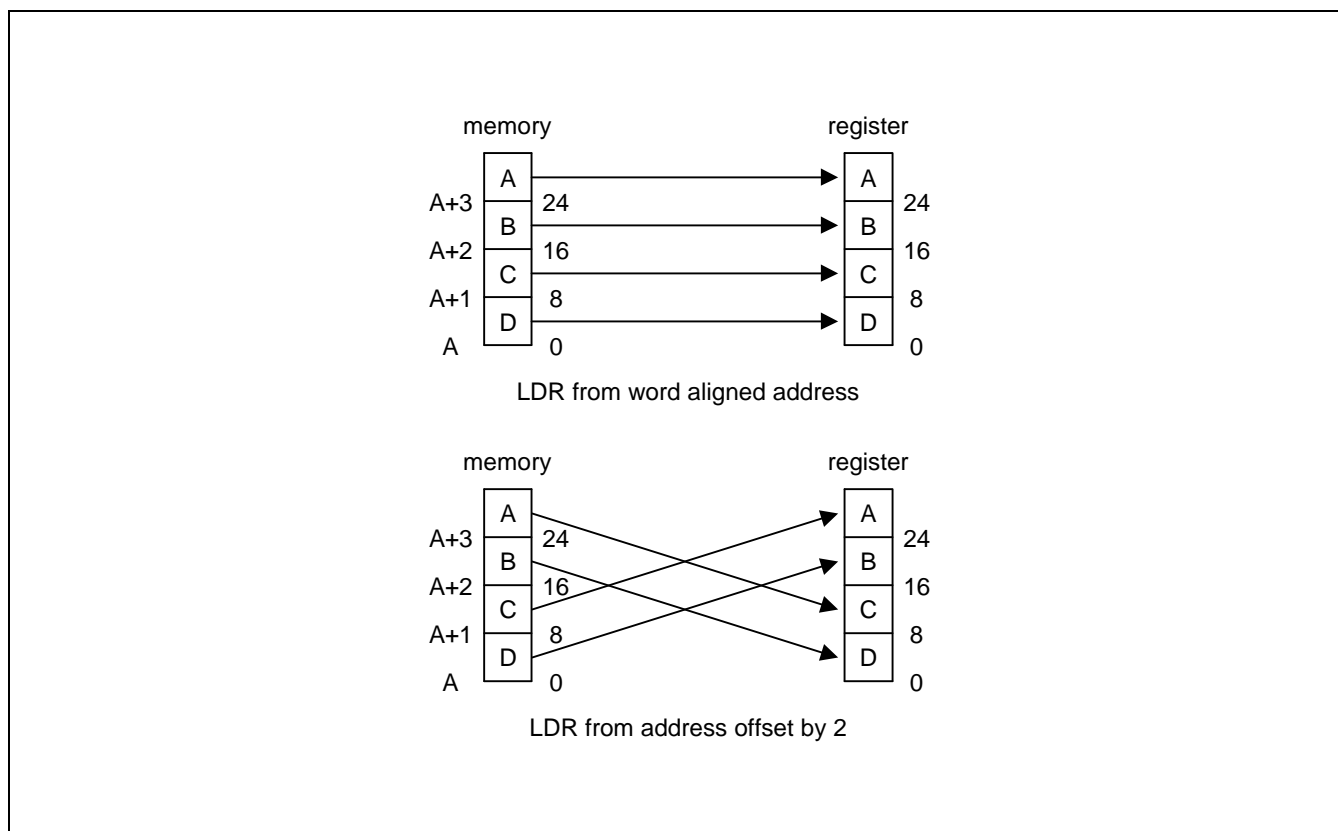 memory register
A A
A+3 24 24
B B
A+2 16 16
C C
A+1 8 8
D D
A 0 0
LDR from word aligned address
memory register
A A
A+3 24 24
B B
A+2 16 16
C C
A+1 8 8
D D
A 0 0
LDR from address offset by 2